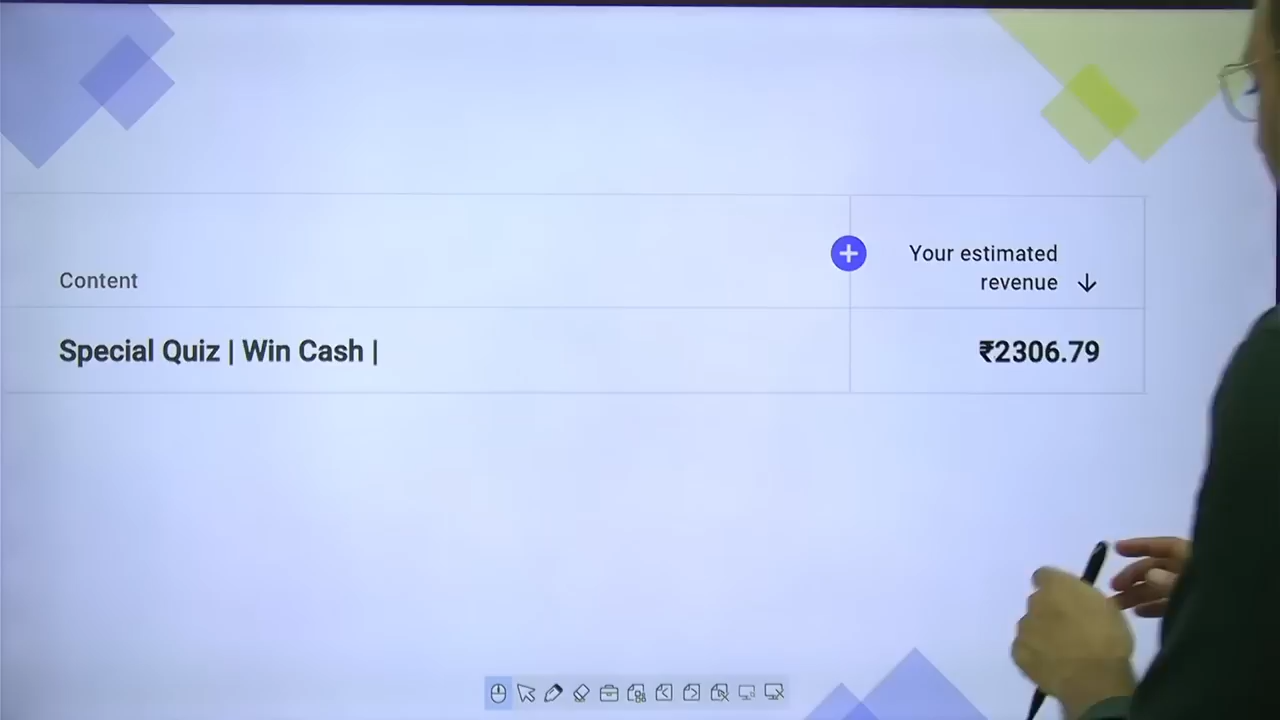 Content
Your estimated
revenue ↓
Special Quiz | Win Cash |
₹2306.79